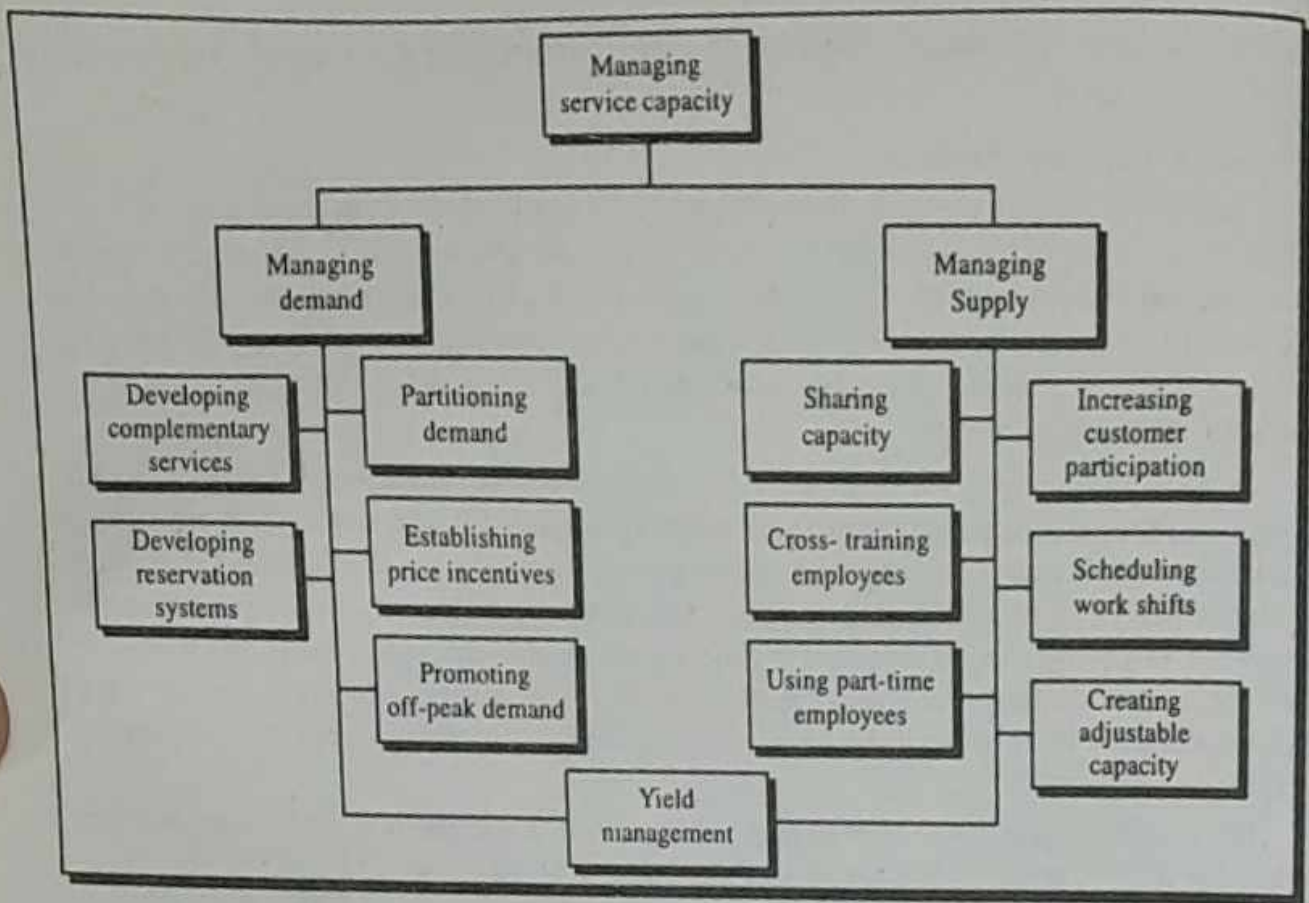 Managing
service capacity
Managing
demand
Managing
Supply
Developing
complementary
services
Partitioning
demand
Sharing
capacity
Increasing
customer
participation
Developing
reservation
systems
Establishing
price incentives
Cross- training
employees
Scheduling
work shifts
Promoting
off-peak demand
Using part-time
employees
Creating
adjustable
capacity
Yield
management